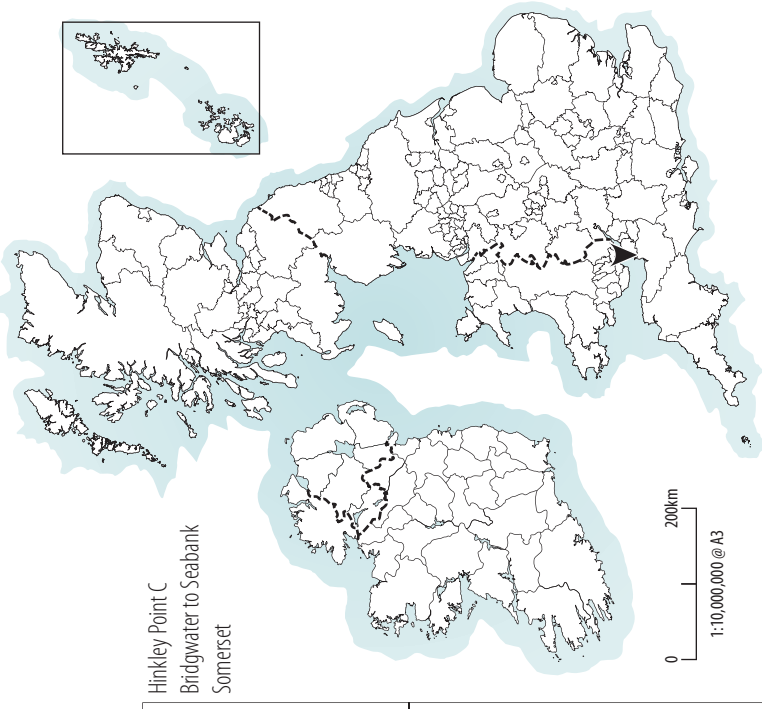 Hinkley Point C
Bridgwater to Seabank
Somerset
0
200km
1:10,000,000 @ A3